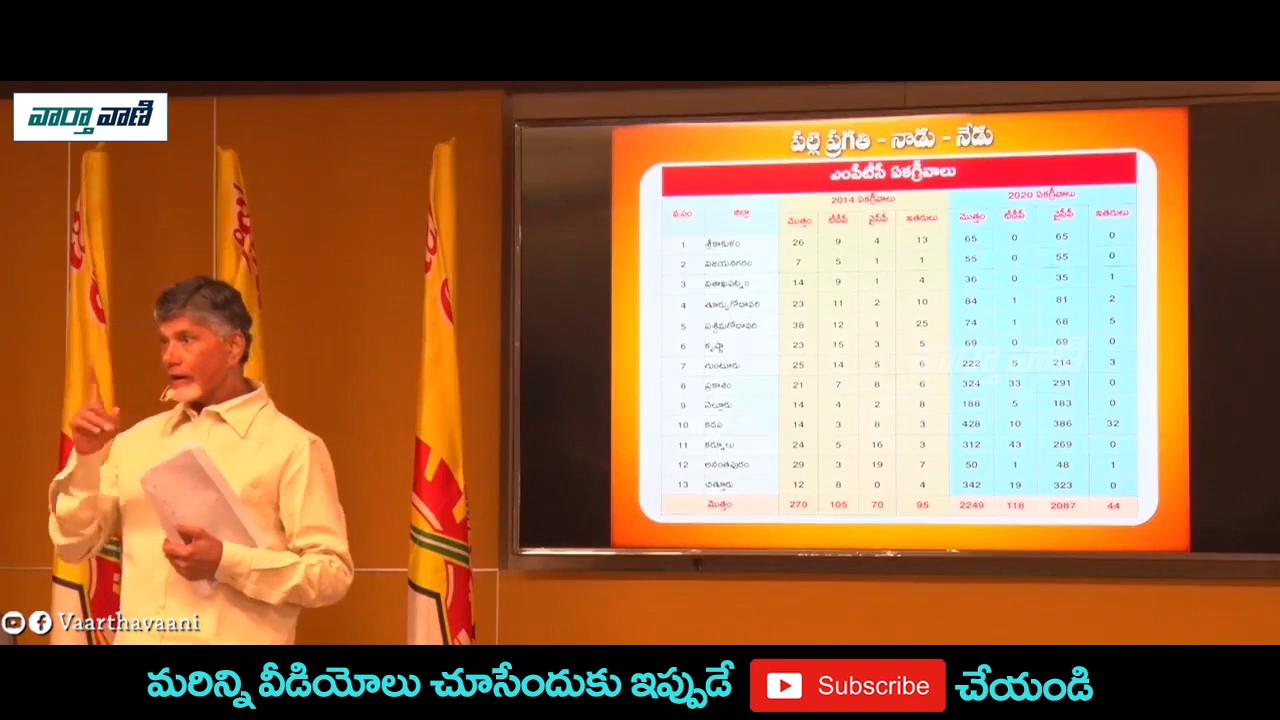 వార్తా వాణి
పల్లె ప్రగతి - నాడు - నేడు
ఎంపీటీసీ ఏకగ్రీవాలు
2014 ఏకగ్రీవాలు 2020 ఏకగ్రీవాలు
వ.సం జిల్లా మొత్తం టీడీపీ వైసీపీ ఇతరులు మొత్తం టీడీపీ వైసీపీ ఇతరులు
1 శ్రీకాకుళం 26 9 4 13 65 0 65 0
2 విజయనగరం 7 5 1 1 55 0 55 0
3 విశాఖపట్నం 14 9 1 4 36 0 35 1
4 తూర్పుగోదావరి 23 11 2 10 84 1 81 2
5 పశ్చిమగోదావరి 38 12 1 25 74 1 68 5
6 కృష్ణా 23 15 3 5 69 0 69 0
7 గుంటూరు 25 14 5 6 222 5 214 3
8 ప్రకాశం 21 7 8 6 324 33 291 0
9 నెల్లూరు 14 4 2 8 188 5 183 0
10 కడప 14 3 8 3 428 10 386 32
11 కర్నూలు 24 5 16 3 312 43 269 0
12 అనంతపురం 29 3 19 7 50 1 48 1
13 చిత్తూరు 12 8 0 4 342 19 323 0
మొత్తం 270 105 70 95 2249 118 2087 44
Vaarthavaani
మరిన్ని వీడియోలు చూసేందుకు ఇప్పుడే Subscribe చేయండి